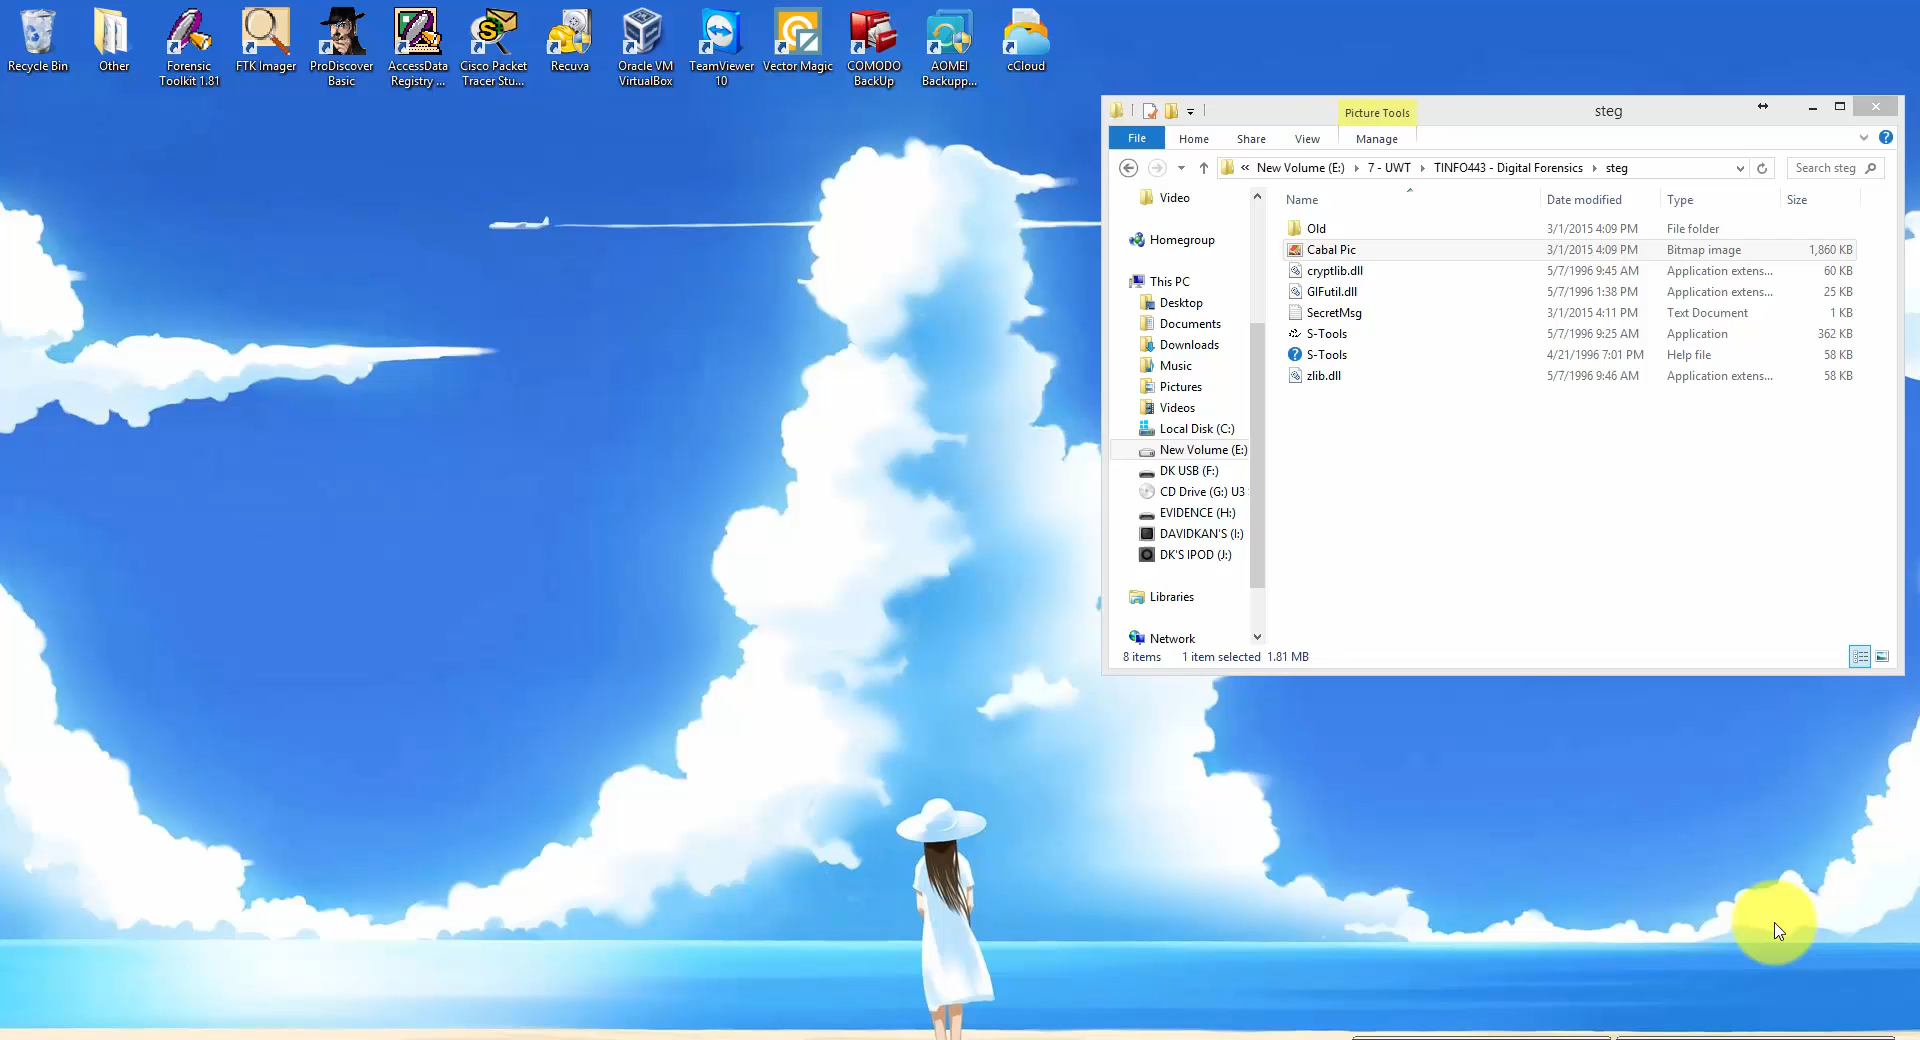 Recycle Bin
Other
Forensic
Toolkit 1.81
FTK Imager
ProDiscover
Basic
AccessData
Registry ...
Cisco Packet
Tracer Stu...
Recuva
Oracle VM
VirtualBox
TeamViewer
10
Vector Magic
COMODO
BackUp
AOMEI
Backupp...
cCloud
Picture Tools
steg
File
Home
Share
View
Manage
« New Volume (E:)
7 - UWT
TINFO443 - Digital Forensics
steg
Search steg
Video
Homegroup
This PC
Desktop
Documents
Downloads
Music
Pictures
Videos
Local Disk (C:)
New Volume (E:)
DK USB (F:)
CD Drive (G:) U3
EVIDENCE (H:)
DAVIDKAN'S (I:)
DK'S IPOD (J:)
Libraries
Network
Name Date modified Type Size
Old 3/1/2015 4:09 PM File folder
Cabal Pic 3/1/2015 4:09 PM Bitmap image 1,860 KB
cryptlib.dll 5/7/1996 9:45 AM Application extens... 60 KB
GIFutil.dll 5/7/1996 1:38 PM Application extens... 25 KB
SecretMsg 3/1/2015 4:11 PM Text Document 1 KB
S-Tools 5/7/1996 9:25 AM Application 362 KB
S-Tools 4/21/1996 7:01 PM Help file 58 KB
zlib.dll 5/7/1996 9:46 AM Application extens... 58 KB
8 items 1 item selected 1.81 MB